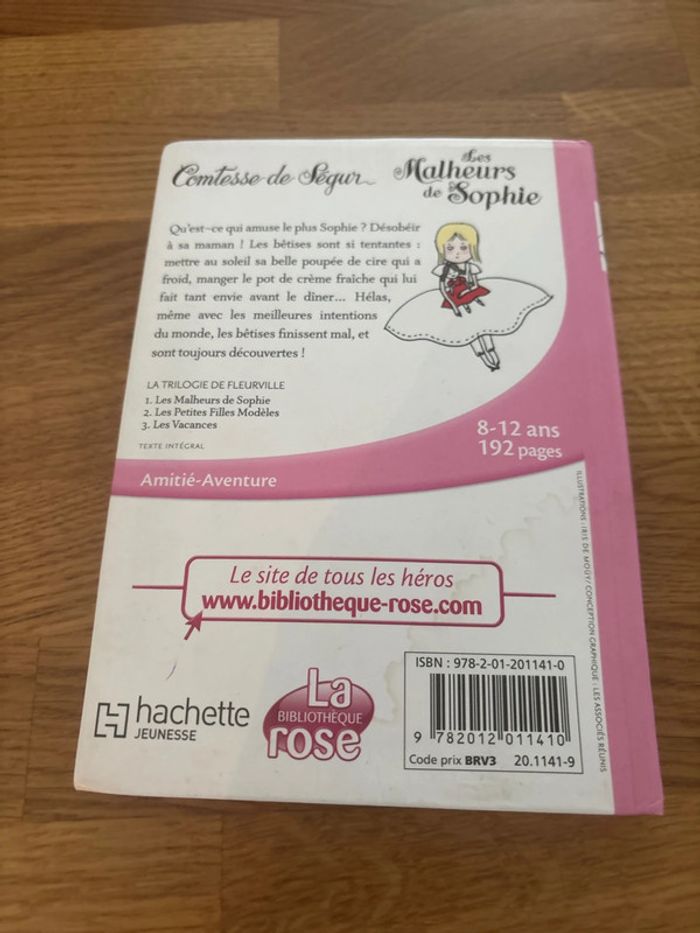 Comtesse de Ségur
Les
Malheurs
de Sophie
Qu'est-ce qui amuse le plus Sophie ? Désobéir
à sa maman ! Les bêtises sont si tentantes :
mettre au soleil sa belle poupée de cire qui a
froid, manger le pot de crème fraîche qui lui
fait tant envie avant le dîner... Hélas,
même avec les meilleures intentions
du monde, les bêtises finissent mal, et
sont toujours découvertes !
LA TRILOGIE DE FLEURVILLE
1. Les Malheurs de Sophie
2. Les Petites Filles Modèles
3. Les Vacances
TEXTE INTÉGRAL
8-12 ans
192 pages
Amitié-Aventure
ILLUSTRATIONS : IRIS DE MOÜY/ CONCEPTION GRAPHIQUE : LES ASSOCIÉS RÉUNIS
Le site de tous les héros
www.bibliotheque-rose.com
hachette
JEUNESSE
La
BIBLIOTHÈQUE
rose
ISBN : 978-2-01-201141-0
9 782012 011410
Code prix BRV3 20.1141-9